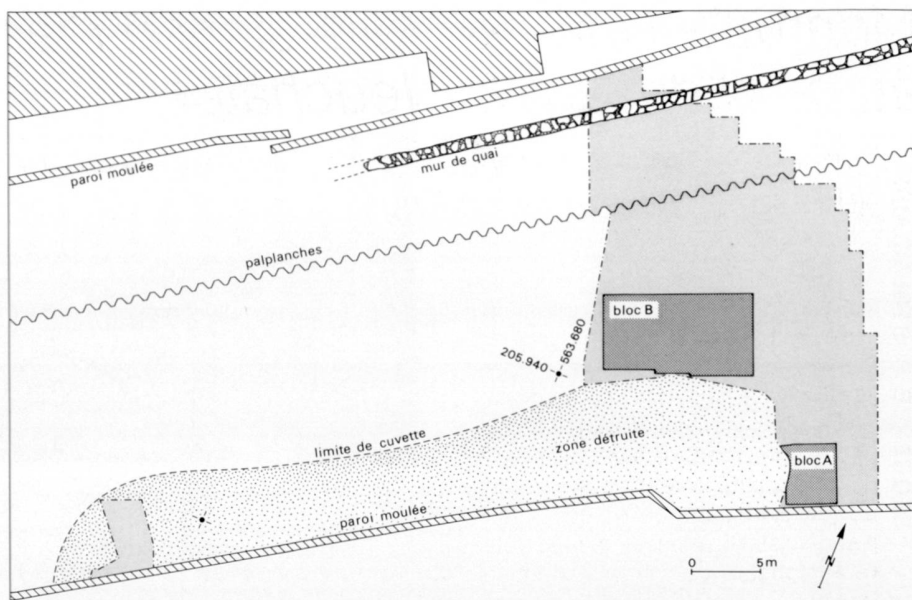 paroi moulée
mur de quai
palplanches
bloc B
205.940
563.680
limite de cuvette
zone détruite
bloc A
paroi moulée
0 5m
N